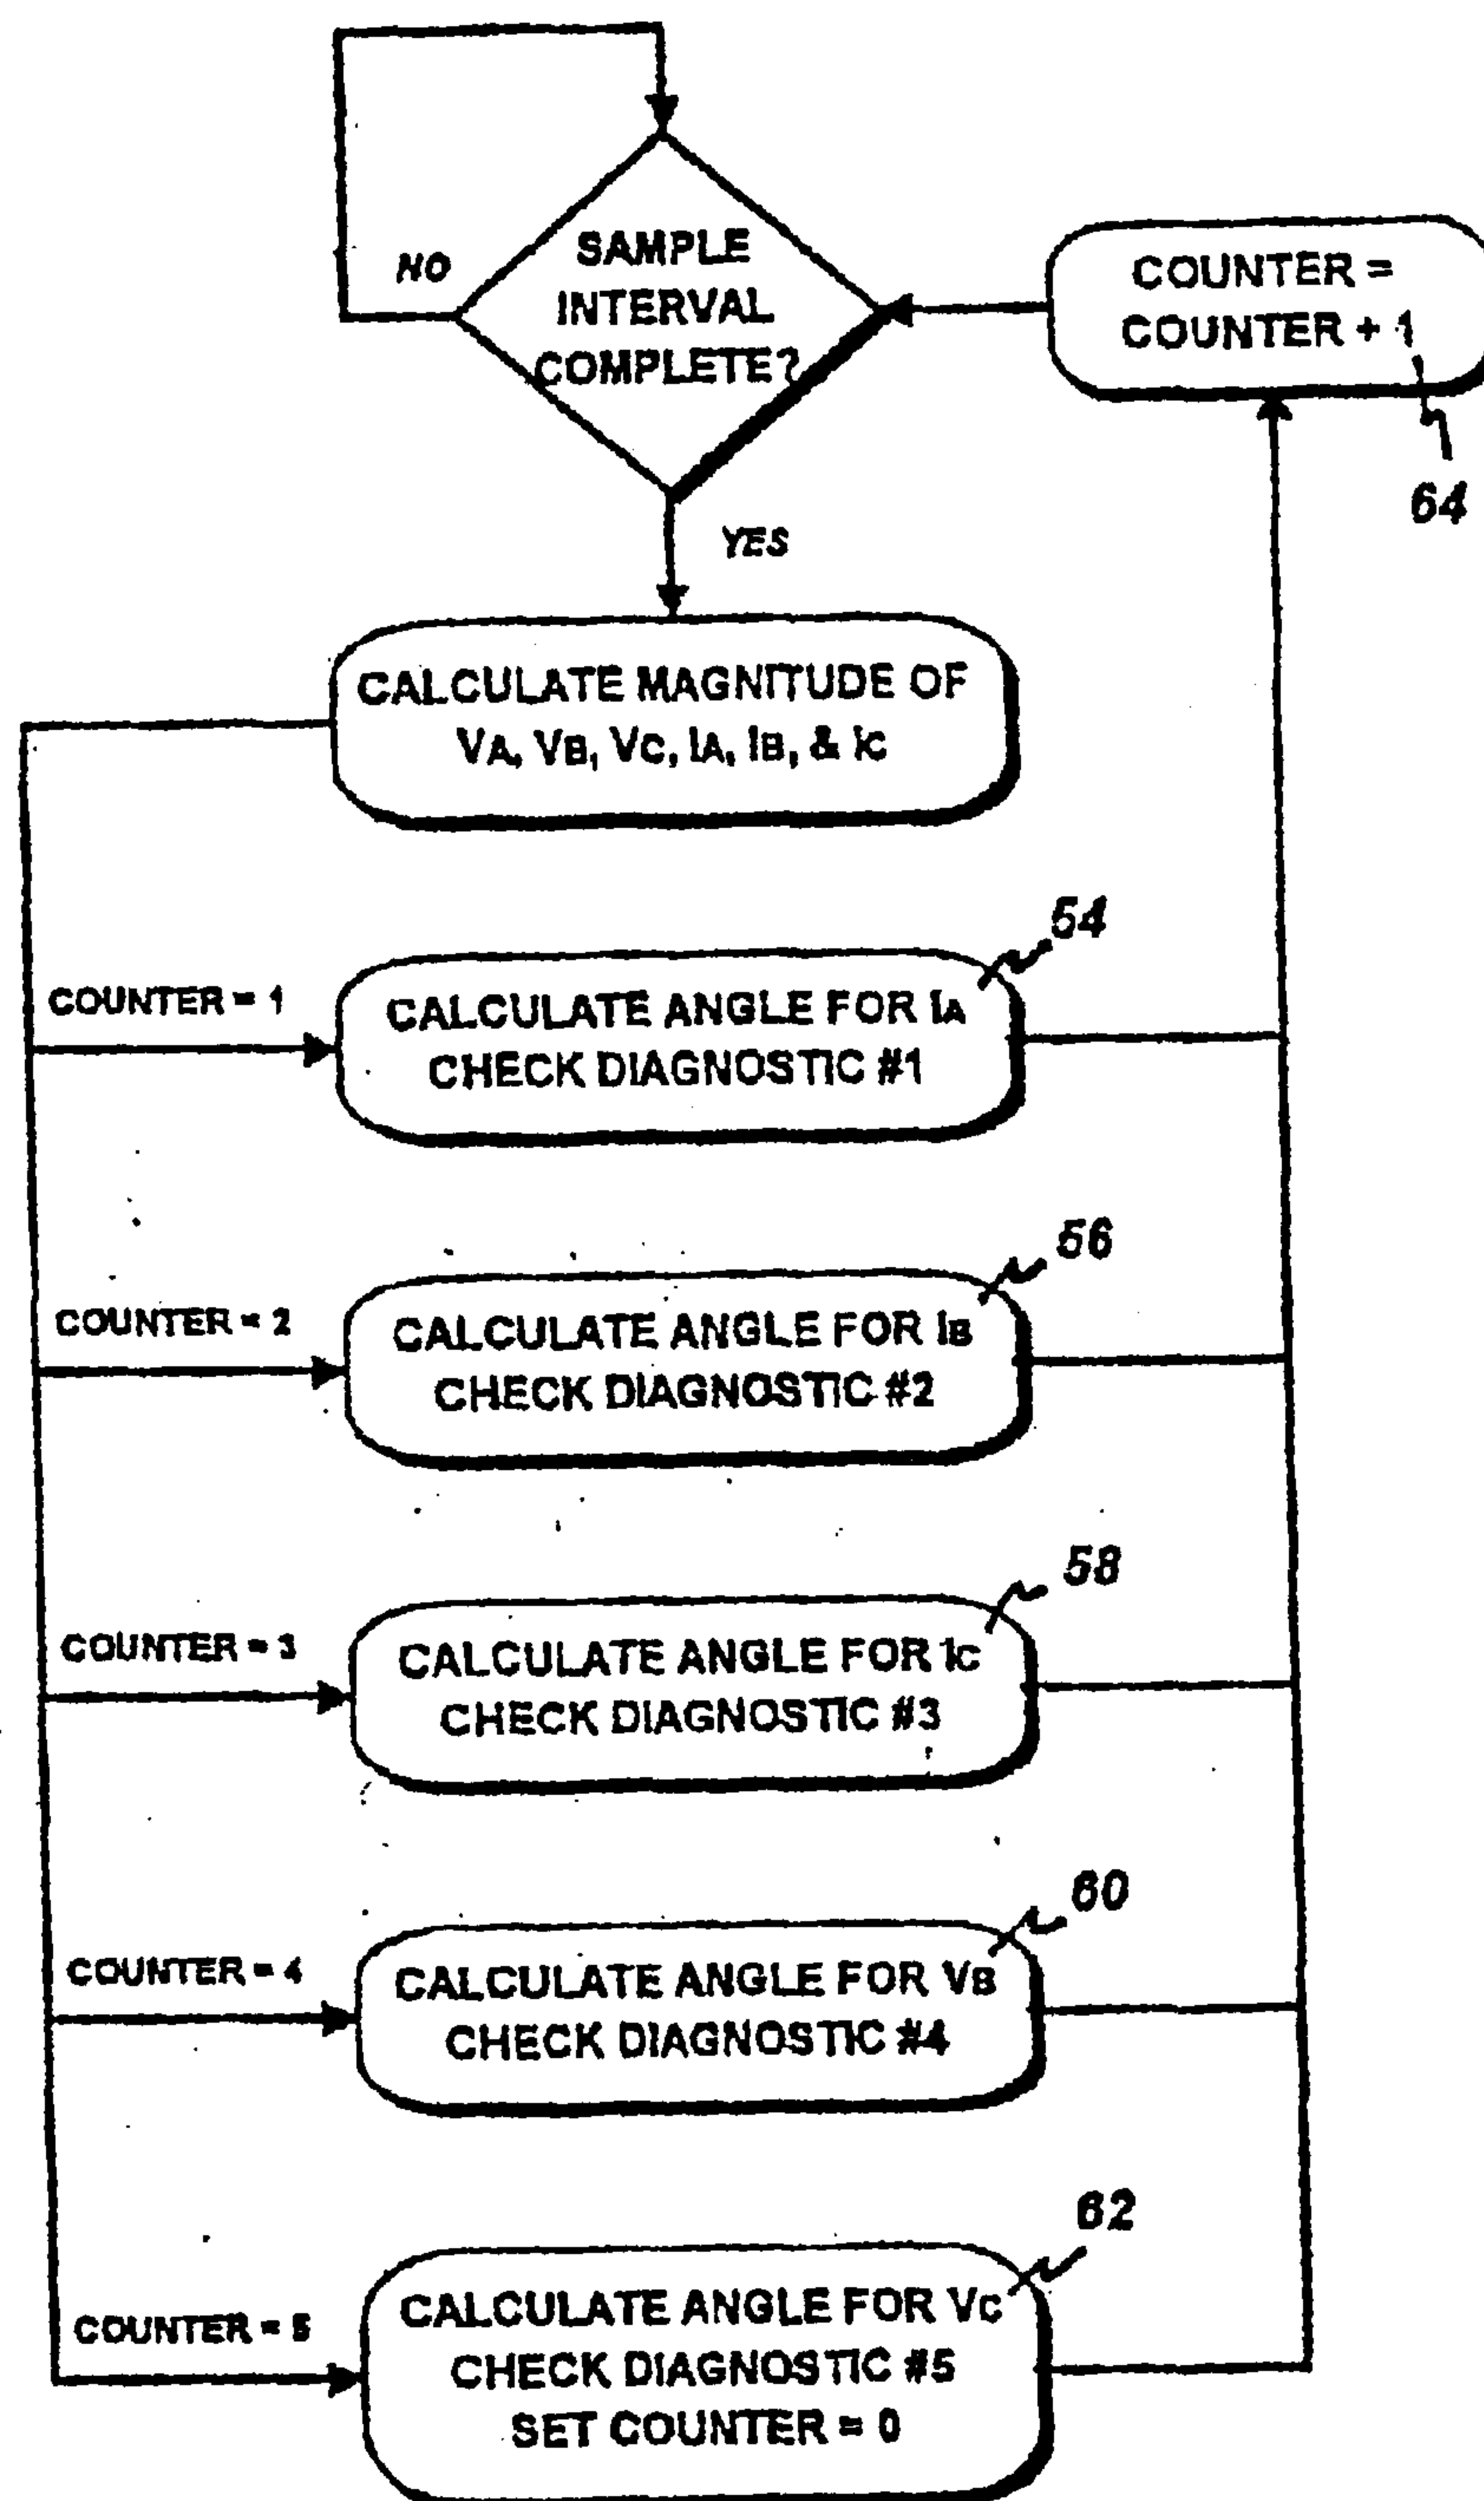 NO
SAMPLE
INTERVAL
COMPLETE?
COUNTER =
COUNTER + 1
64
YES
CALCULATE MAGNITUDE OF
VA, VB, VC, IA, IB, & IC
54
COUNTER = 1
CALCULATE ANGLE FOR IA
CHECK DIAGNOSTIC #1
56
COUNTER = 2
CALCULATE ANGLE FOR IB
CHECK DIAGNOSTIC #2
58
COUNTER = 3
CALCULATE ANGLE FOR IC
CHECK DIAGNOSTIC #3
60
COUNTER = 4
CALCULATE ANGLE FOR VB
CHECK DIAGNOSTIC #4
62
COUNTER = 5
CALCULATE ANGLE FOR VC
CHECK DIAGNOSTIC #5
SET COUNTER = 0